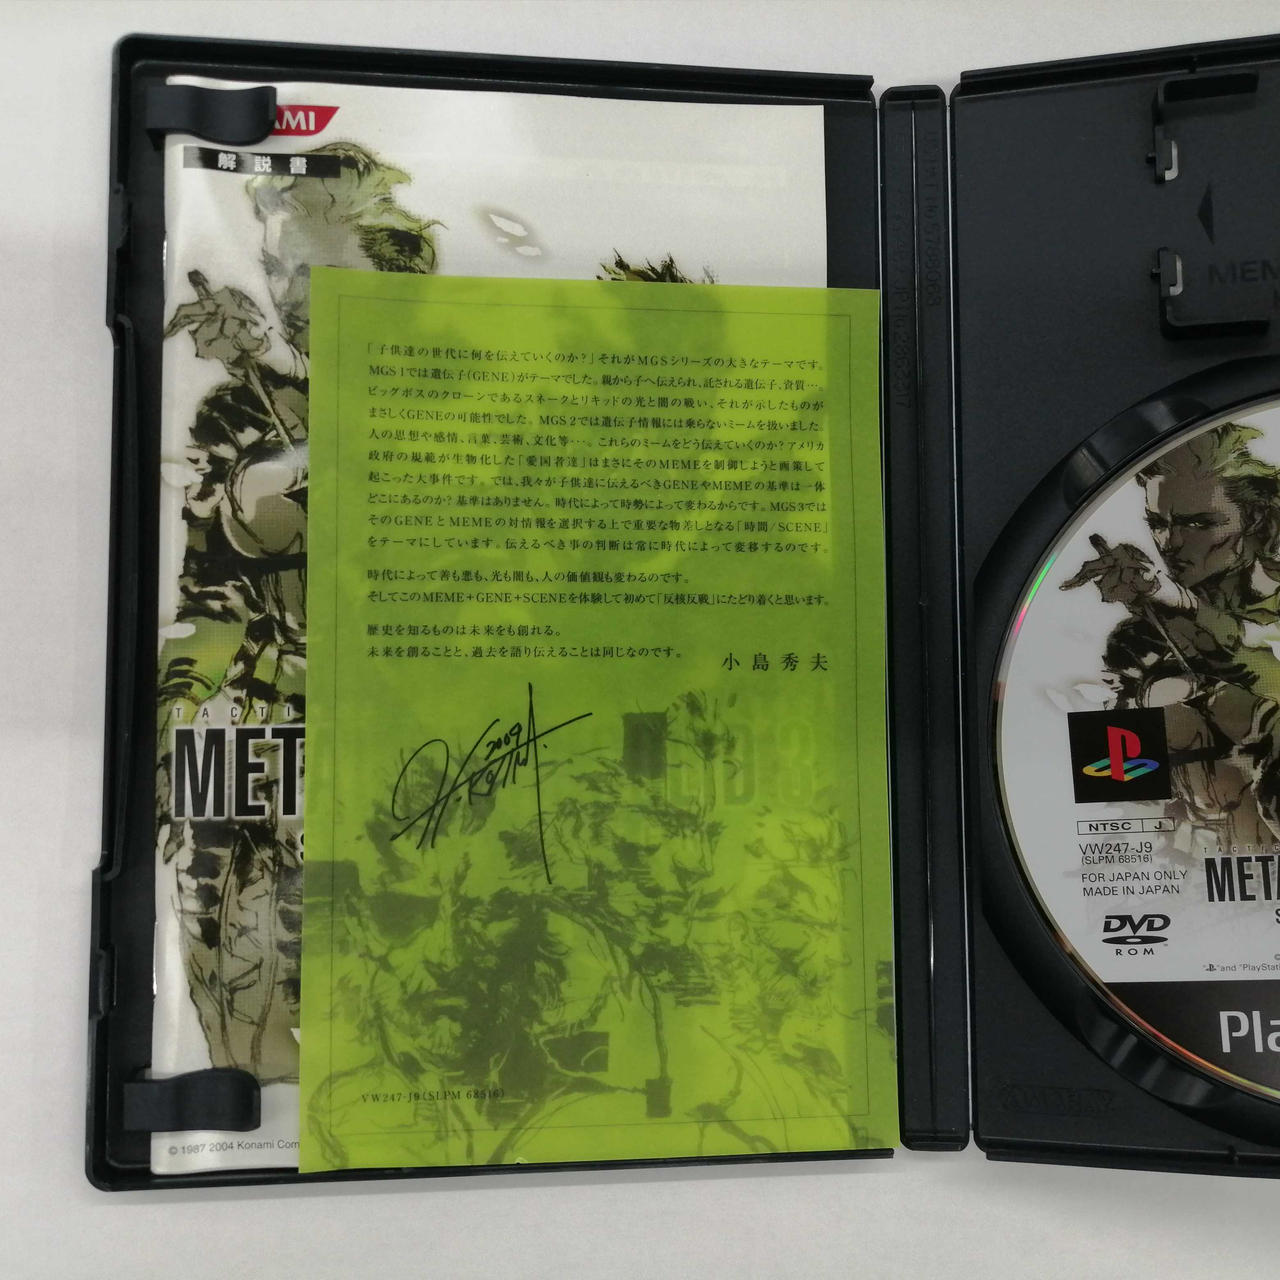 AMI
解説書
「子供達の世代に何を伝えていくのか？」それがMGSシリーズの大きなテーマです。
MGS1では遺伝子（GENE）がテーマでした。親から子へ伝えられ、託される遺伝子、資質…。
ビッグボスのクローンであるスネークとリキッドの光と闇の戦い、それが示したものが
まさしくGENEの可能性でした。MGS2では遺伝子情報には乗らないミームを扱いました。
人の思想や感情、言葉、芸術、文化等…。これらのミームをどう伝えていくのか？アメリカ
政府の規範が生物化した「愛国者達」はまさにそのMEMEを制御しようと画策して
起こった大事件です。では、我々が子供達に伝えるべきGENEやMEMEの基準は一体
どこにあるのか？基準はありません。時代によって時勢によって変わるからです。MGS3では
そのGENEとMEMEの対情報を選択する上で重要な物差しとなる「時間/SCENE」
をテーマにしています。伝えるべき事の判断は常に時代によって変移するのです。
時代によって善も悪も、光も闇も、人の価値観も変わるのです。
そしてこのMEME+GENE+SCENEを体験して初めて「反核反戦」にたどり着くと思います。
歴史を知るものは未来をも創れる。
未来を創ることと、過去を語り伝えることは同じなのです。
小島秀夫
2009
H. KOJIMA.
VW247-J9（SLPM 68516）
TACTI
MET
© 1987 2004 Konami Com
MEM
NTSC J
VW247-J9
(SLPM 68516)
FOR JAPAN ONLY
MADE IN JAPAN
DVD
ROM
TACTIC
META
S
"and "PlayStati
Pla